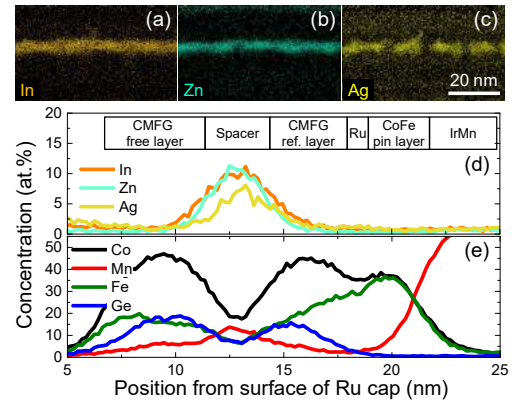 (a) (b) (c)
In Zn Ag 20 nm
20
15
10
5
0
CMFG free layer
Spacer
CMFG ref. layer
Ru
CoFe pin layer
IrMn
(d)
In
Zn
Ag
Concentration (at.%)
50
40
30
20
10
0
(e)
Co
Mn
Fe
Ge
5 10 15 20 25
Position from surface of Ru cap (nm)